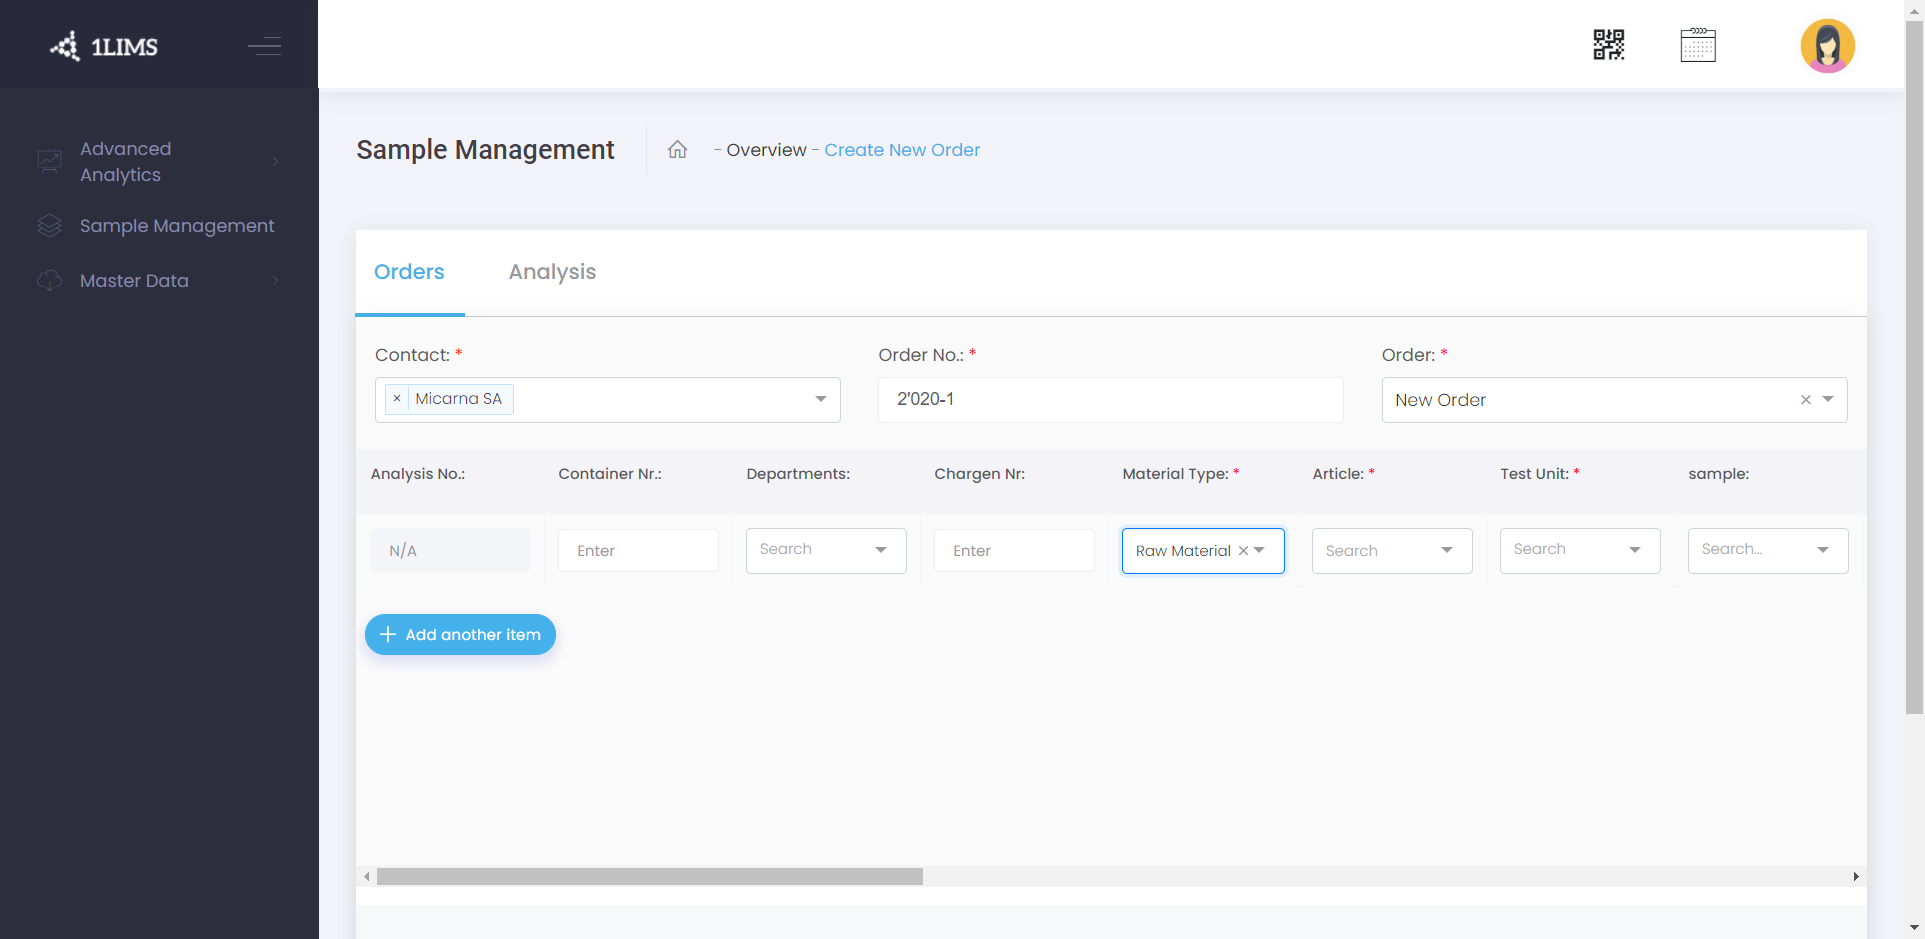 1LIMS
Advanced
Analytics
Sample Management
Master Data
Sample Management
- Overview - Create New Order
Orders
Analysis
Contact: *
Order No.: *
Order: *
× Micarna SA
2'020-1
New Order ×
Analysis No.:
Container Nr.:
Departments:
Chargen Nr:
Material Type: *
Article: *
Test Unit: *
sample:
N/A
Enter
Search
Enter
Raw Material ×
Search
Search
Search...
+ Add another item